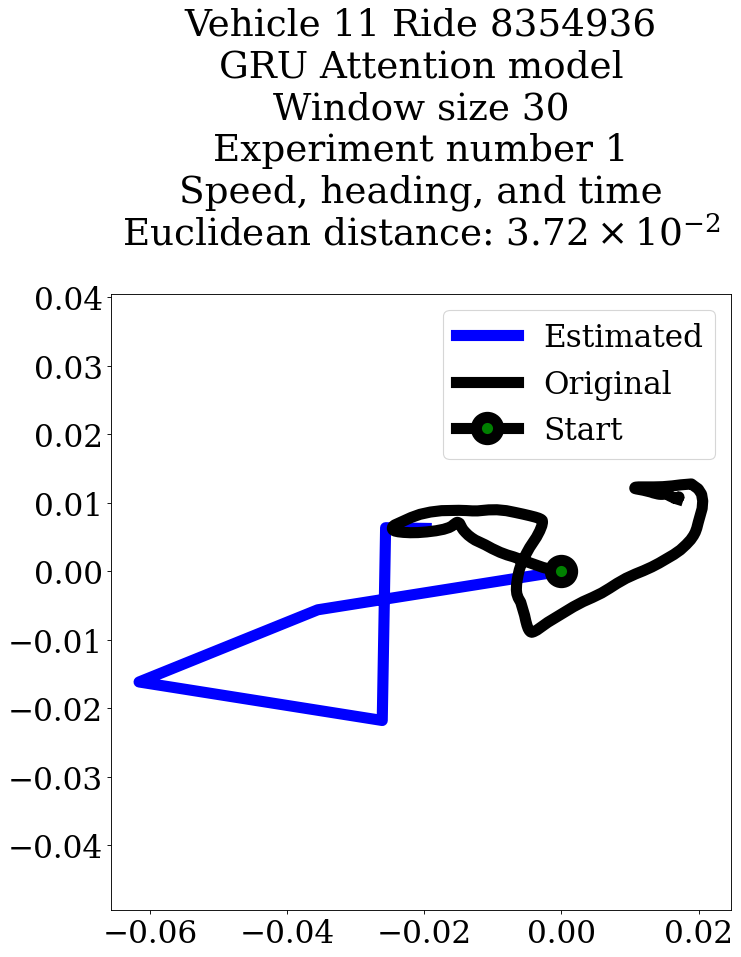 Vehicle 11 Ride 8354936
GRU Attention model
Window size 30
Experiment number 1
Speed, heading, and time
Euclidean distance: 3.72 × 10⁻²
0.04
0.03
0.02
0.01
0.00
−0.01
−0.02
−0.03
−0.04
Estimated
Original
Start
−0.06 −0.04 −0.02 0.00 0.02